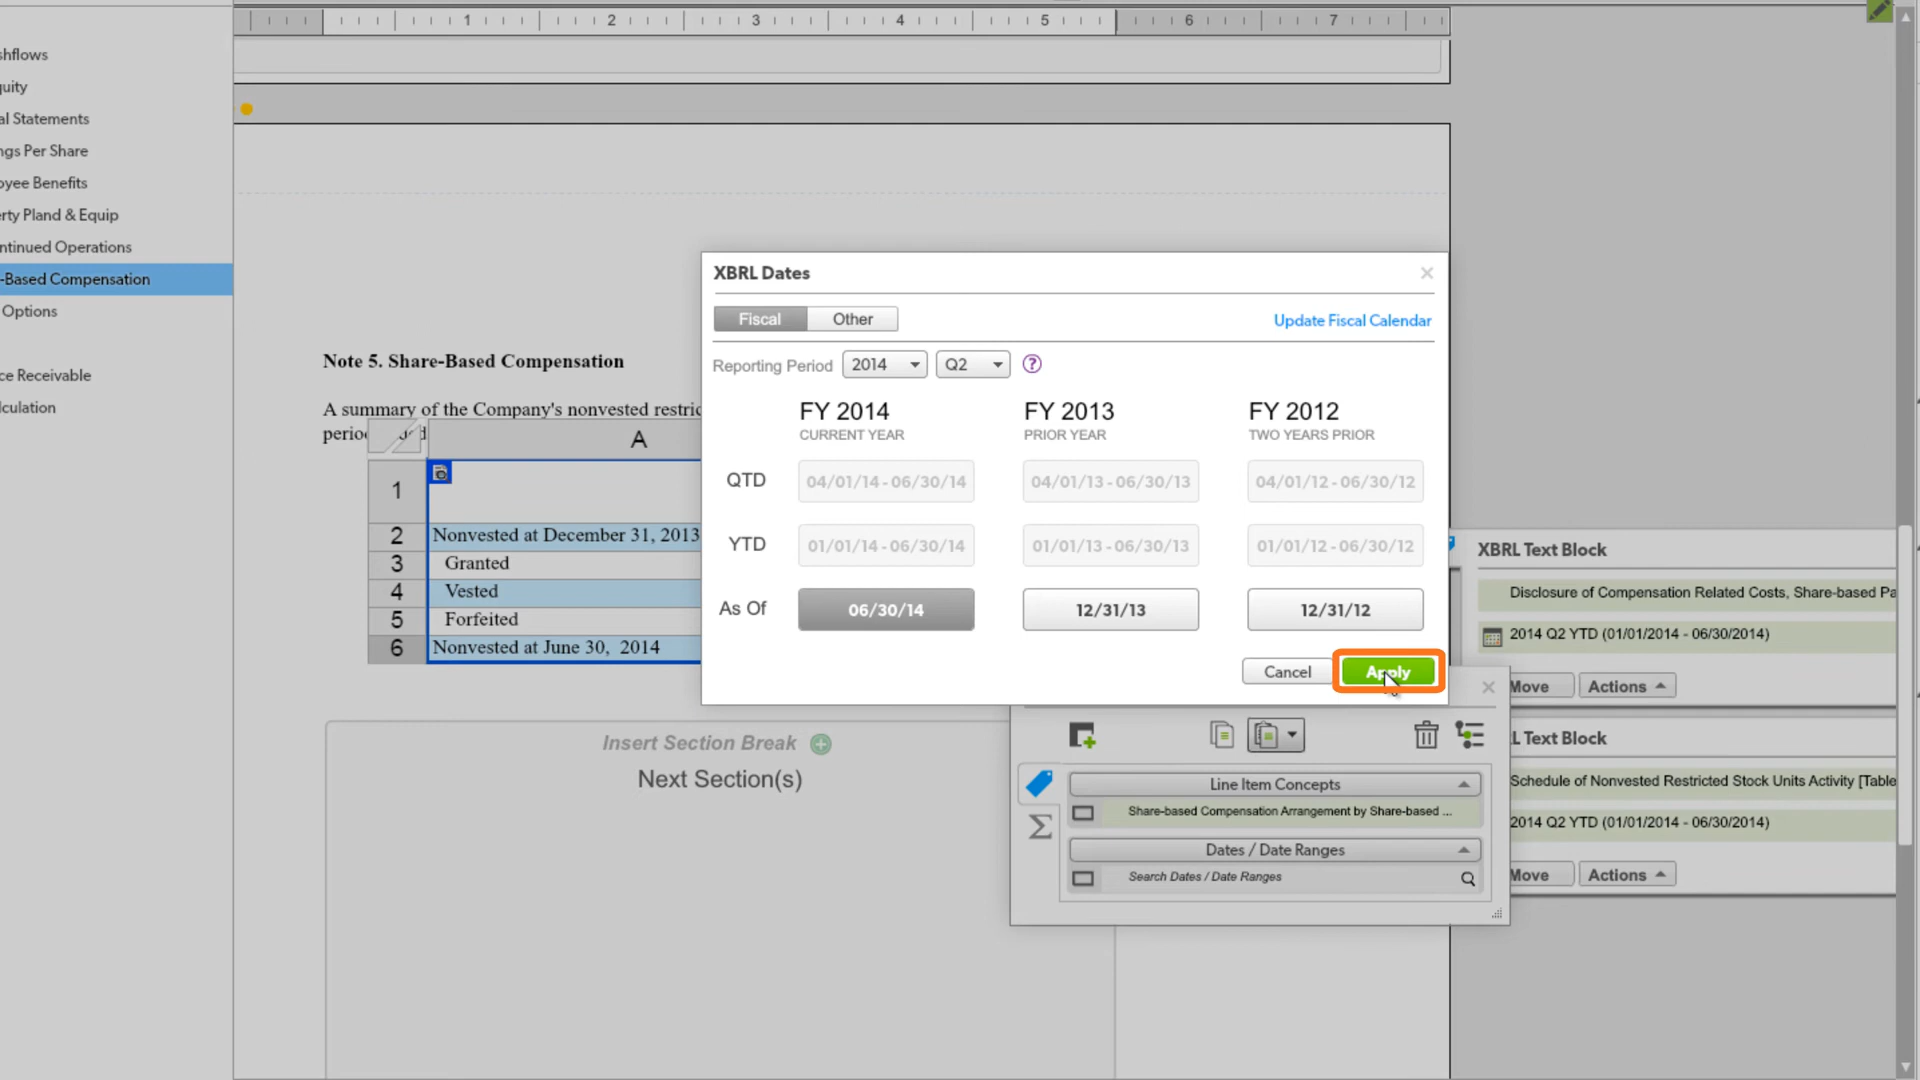 1 2 3 4 5 6 7
hflows
quity
al Statements
ngs Per Share
oyee Benefits
erty Pland & Equip
ntinued Operations
-Based Compensation
Options
ce Receivable
lculation
Note 5. Share-Based Compensation
A summary of the Company's nonvested restric
perio
A
1
2 Nonvested at December 31, 2013
3 Granted
4 Vested
5 Forfeited
6 Nonvested at June 30, 2014
Insert Section Break
Next Section(s)
XBRL Dates
Fiscal Other Update Fiscal Calendar
Reporting Period 2014 Q2 ?
FY 2014 FY 2013 FY 2012
CURRENT YEAR PRIOR YEAR TWO YEARS PRIOR
QTD 04/01/14 - 06/30/14 04/01/13 - 06/30/13 04/01/12 - 06/30/12
YTD 01/01/14 - 06/30/14 01/01/13 - 06/30/13 01/01/12 - 06/30/12
As Of 06/30/14 12/31/13 12/31/12
Cancel Apply
Line Item Concepts
Share-based Compensation Arrangement by Share-based ...
Dates / Date Ranges
Search Dates / Date Ranges
XBRL Text Block
Disclosure of Compensation Related Costs, Share-based Pa
2014 Q2 YTD (01/01/2014 - 06/30/2014)
Move Actions
L Text Block
Schedule of Nonvested Restricted Stock Units Activity [Table
2014 Q2 YTD (01/01/2014 - 06/30/2014)
Move Actions